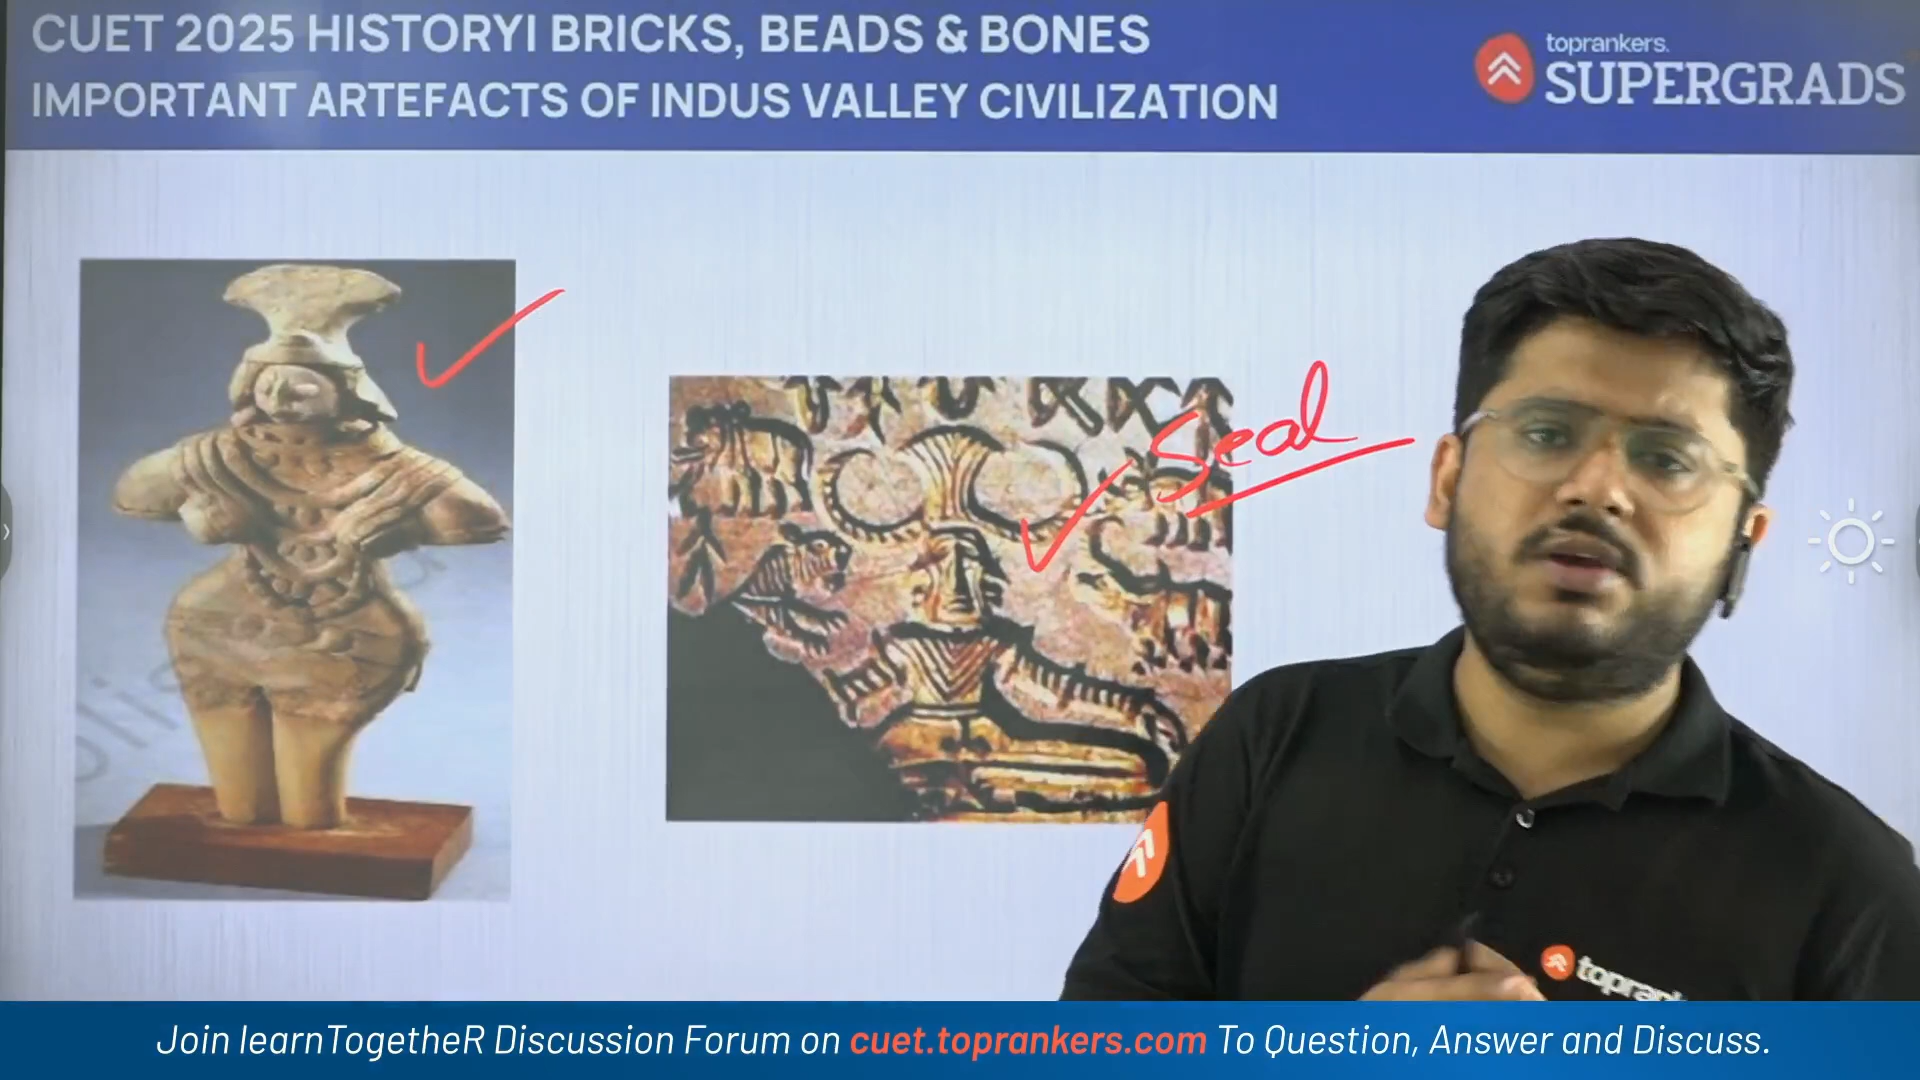 CUET 2025 HISTORYI BRICKS, BEADS & BONES
IMPORTANT ARTEFACTS OF INDUS VALLEY CIVILIZATION
toprankers.
SUPERGRADS
Seal
Join learnTogetheR Discussion Forum on cuet.toprankers.com To Question, Answer and Discuss.